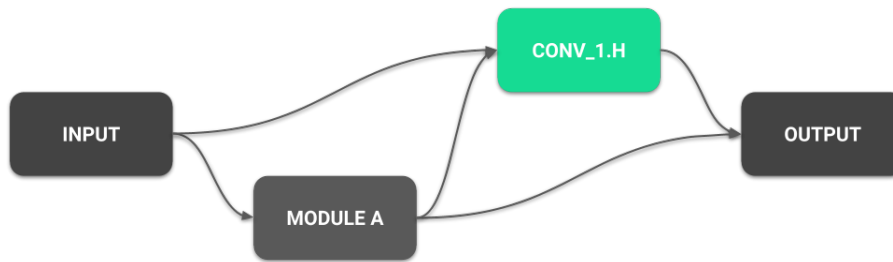 CONV_1.H
INPUT
OUTPUT
MODULE A